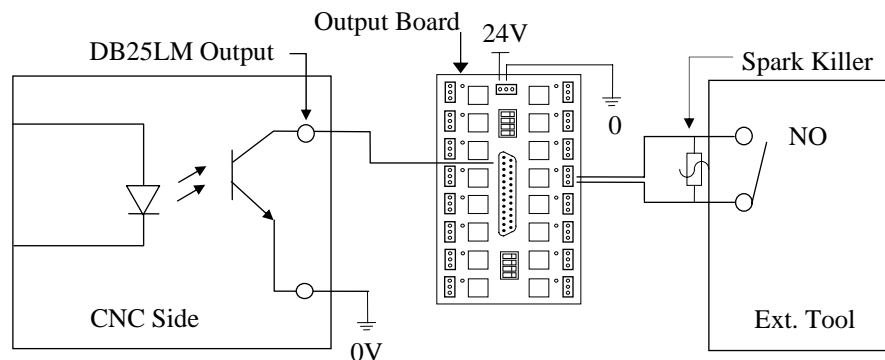 Output Board
24V
DB25LM Output
Spark Killer
0
NO
CNC Side
Ext. Tool
0V